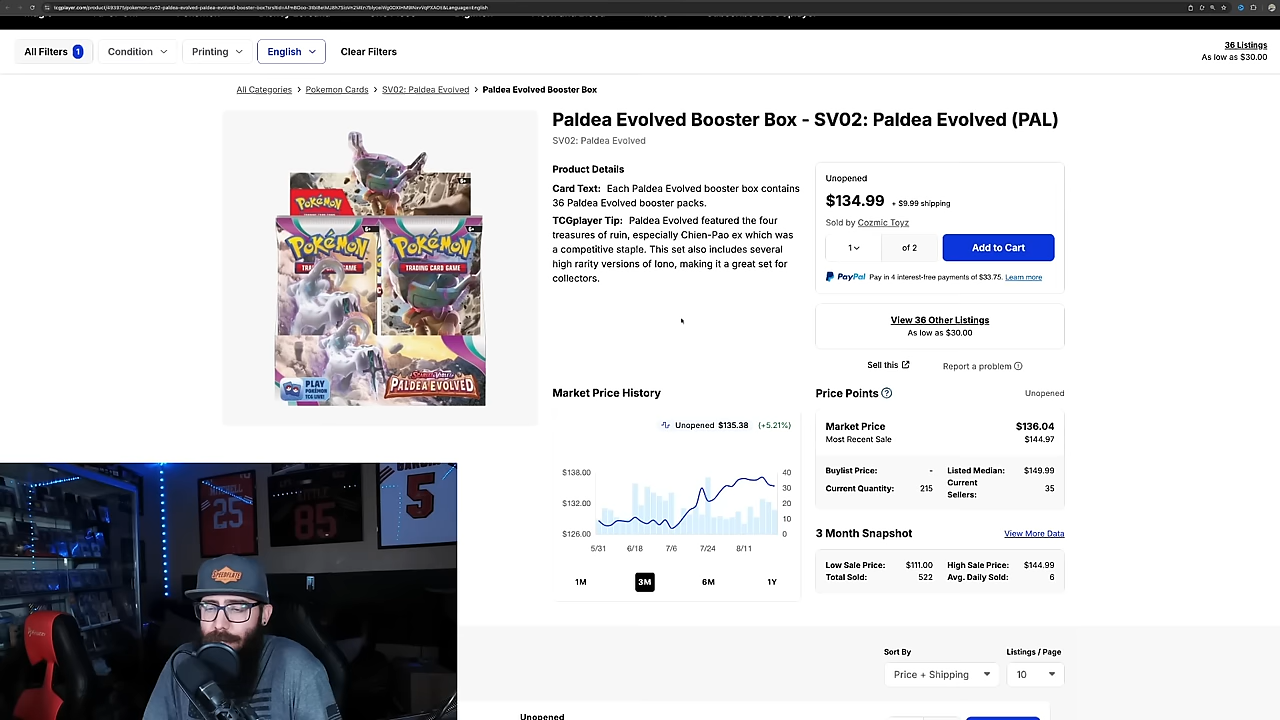 All Filters 1
Condition
Printing
English
Clear Filters
36 Listings
As low as $30.00
All Categories > Pokemon Cards > SV02: Paldea Evolved > Paldea Evolved Booster Box
Paldea Evolved Booster Box - SV02: Paldea Evolved (PAL)
SV02: Paldea Evolved
Product Details
Card Text: Each Paldea Evolved booster box contains
36 Paldea Evolved booster packs.
TCGplayer Tip: Paldea Evolved featured the four
treasures of ruin, especially Chien-Pao ex which was
a competitive staple. This set also includes several
high rarity versions of Iono, making it a great set for
collectors.
Unopened
$134.99 + $9.99 shipping
Sold by Cozmic Toyz
1 of 2 Add to Cart
PayPal Pay in 4 interest-free payments of $33.75. Learn more
View 36 Other Listings
As low as $30.00
Sell this
Report a problem
POKéMON
POKéMON POKéMON
TRADING CARD GAME
PLAY
POKÉMON
TCG LIVE!
PALDEA EVOLVED
Market Price History
Unopened $135.38 (+5.21%)
$138.00 40
30
$132.00 20
10
$126.00 0
5/31 6/18 7/6 7/24 8/11
1M 3M 6M 1Y
Price Points Unopened
Market Price $136.04
Most Recent Sale $144.97
Buylist Price: - Listed Median: $149.99
Current Quantity: 215 Current Sellers: 35
3 Month Snapshot View More Data
Low Sale Price: $111.00 High Sale Price: $144.99
Total Sold: 522 Avg. Daily Sold: 6
Sort By Listings / Page
Price + Shipping 10
Unopened
25
85
5